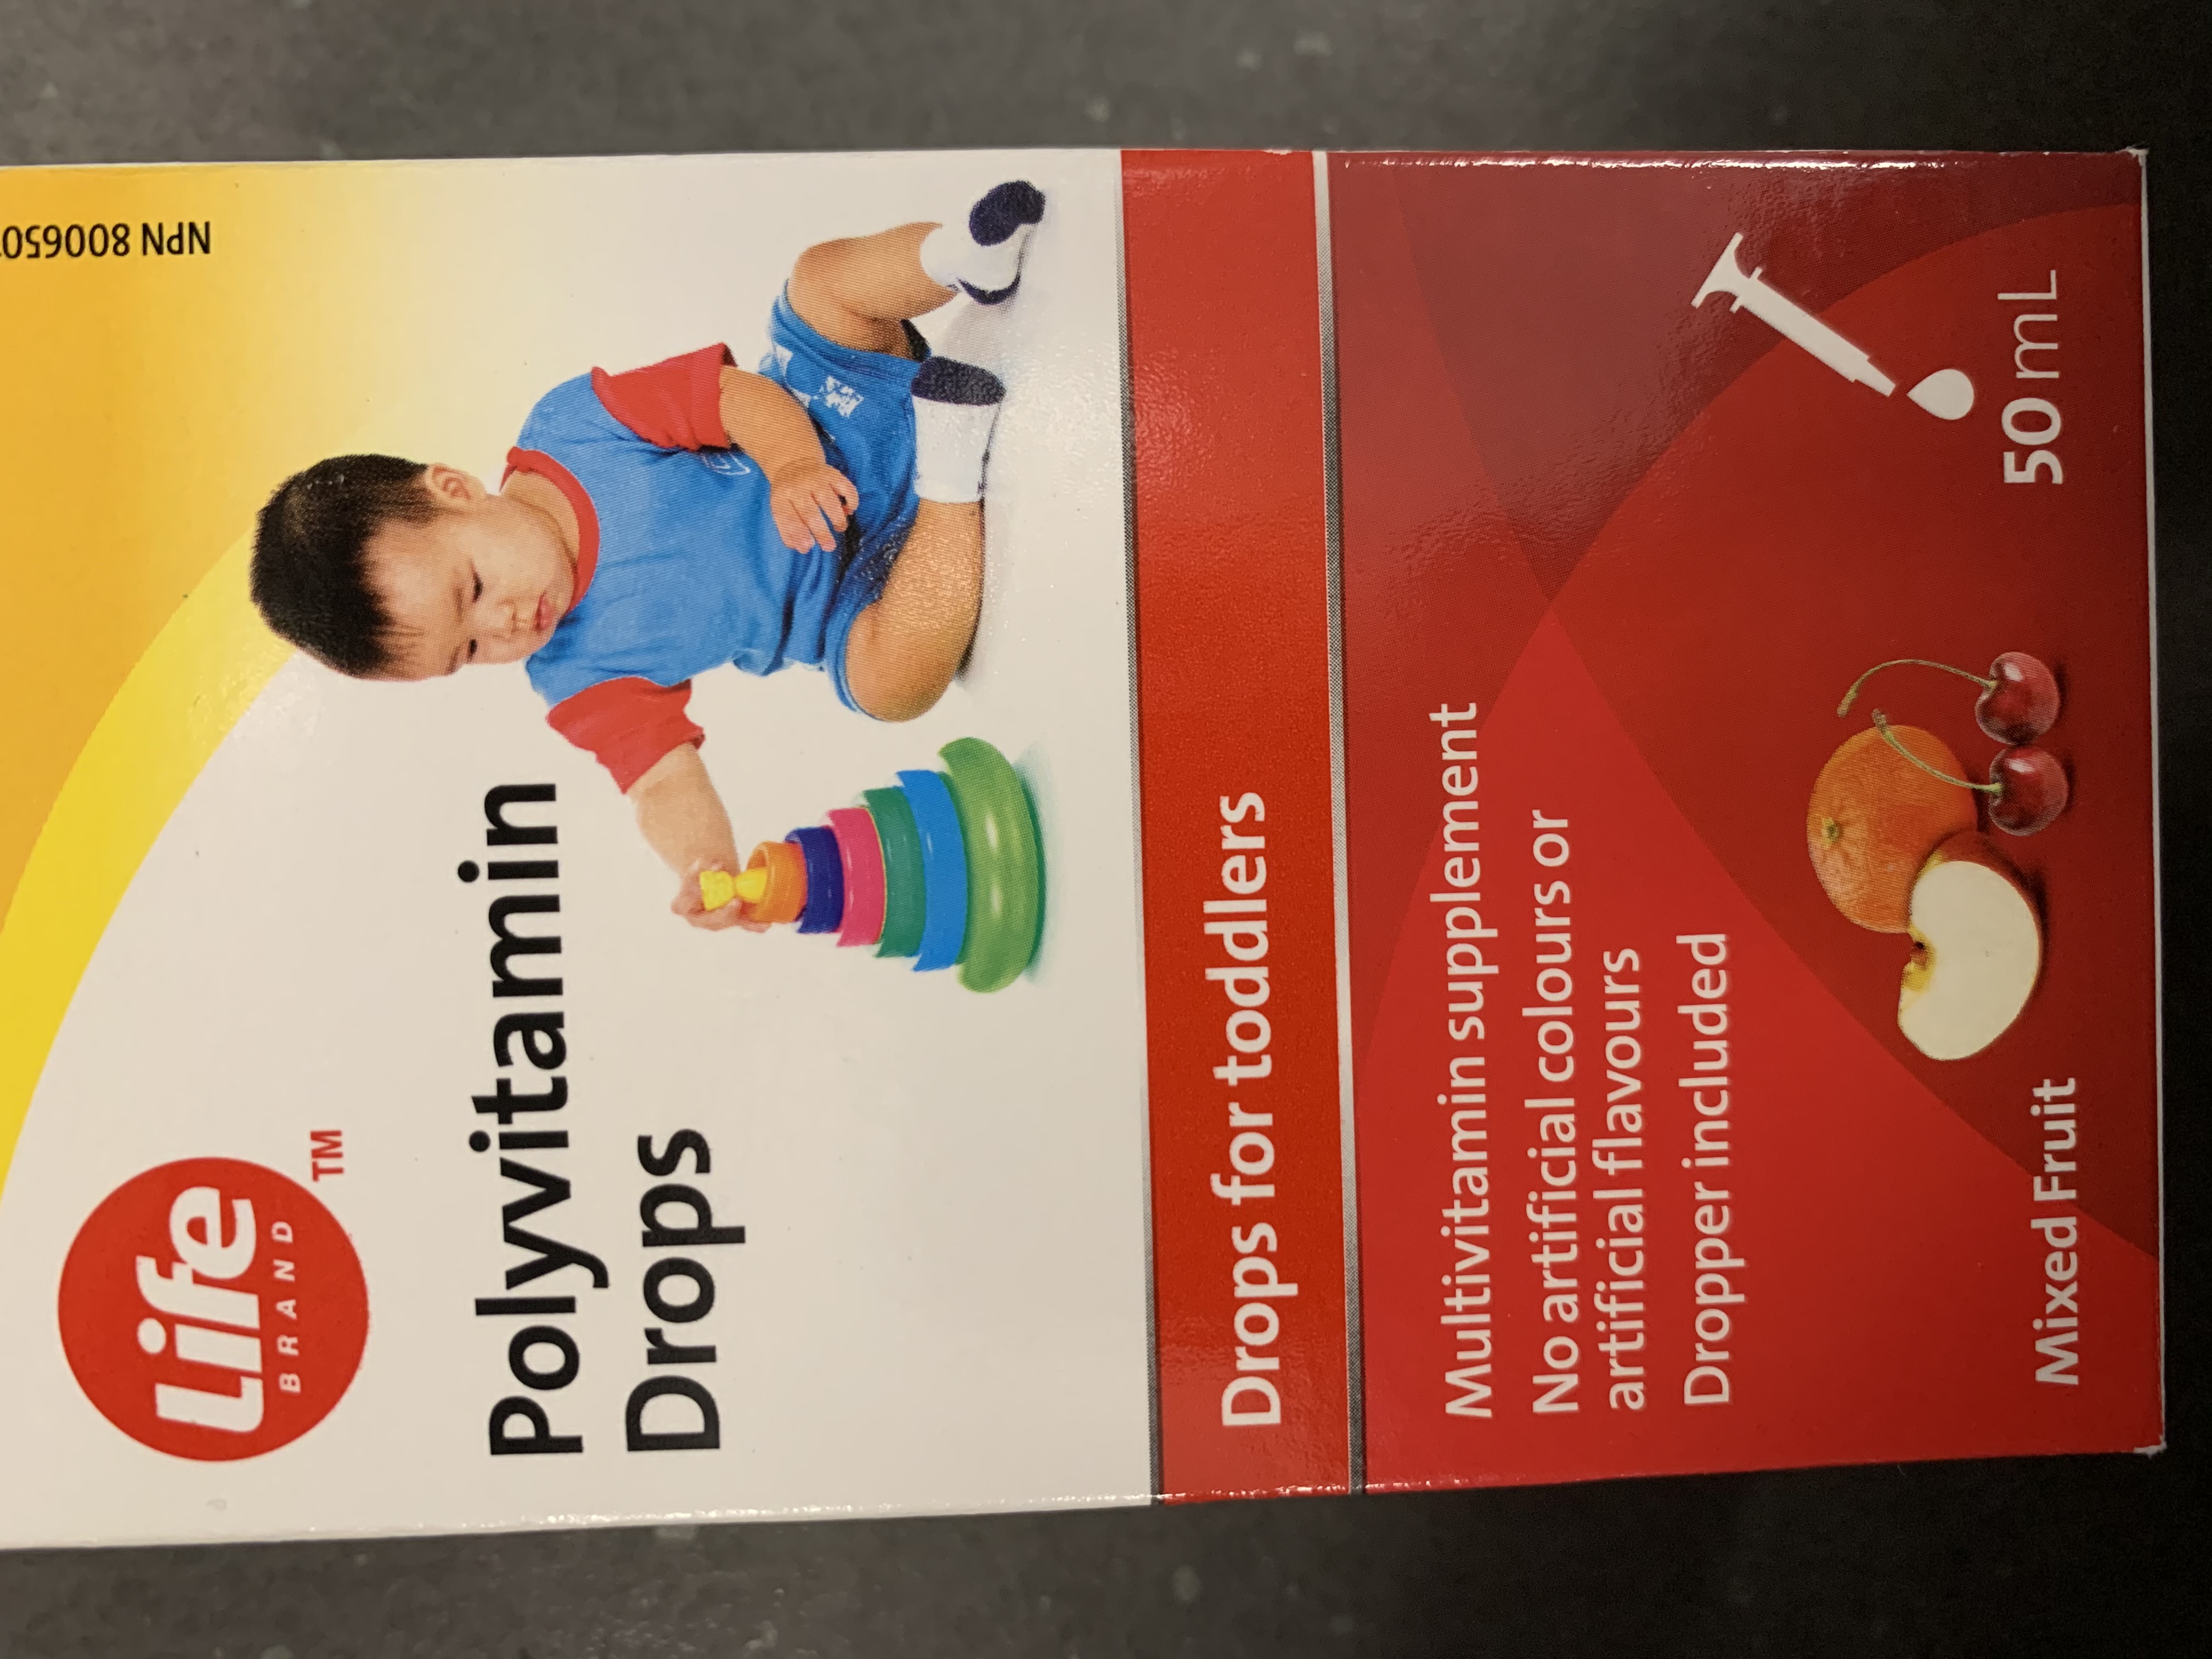 Life
BRAND
TM
NPN
Polyvitamin
Drops
Drops for toddlers
Multivitamin supplement
No artificial colours or
artificial flavours
Dropper included
Mixed Fruit
50 mL